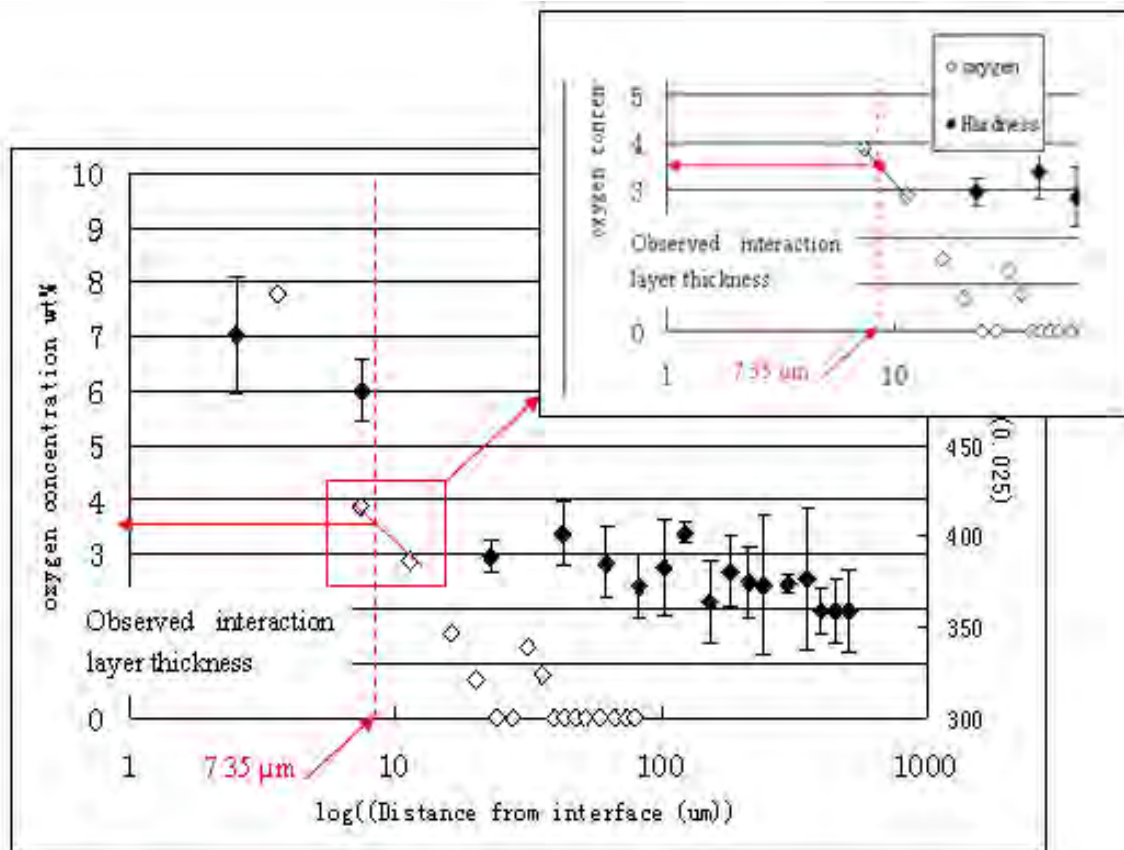 oxygen
Hardness
5
4
3
0
oxygen concen
Observed interaction
layer thickness
1
10
7.35 um
10
9
8
7
6
5
4
3
0
oxygen concentration wt%
Observed interaction
layer thickness
450
400
350
300
(0.025)
1
10
100
1000
7.35 µm
log((Distance from interface (um))